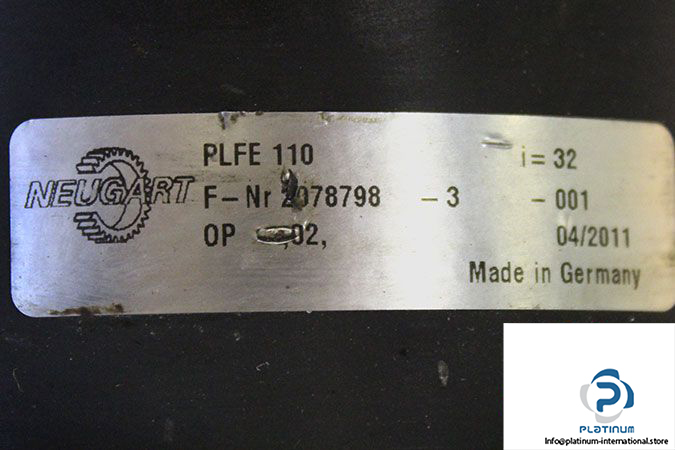 NEUGART
PLFE 110 i = 32
F-Nr 2078798 - 3 - 001
OP ,02, 04/2011
Made in Germany
PLATINUM
Info@platinum-international.store